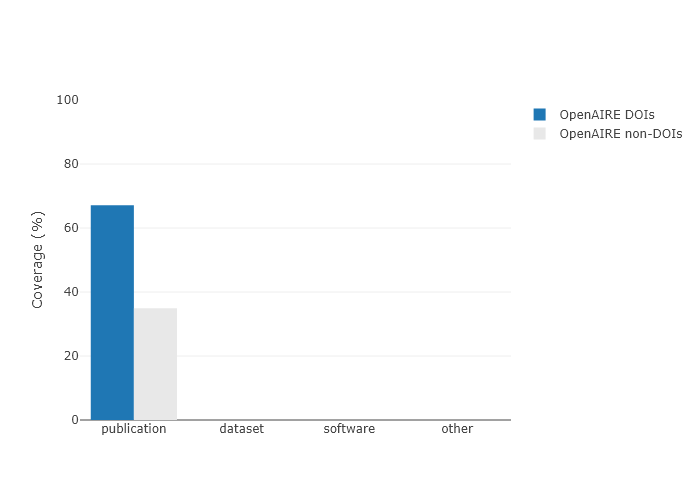 100
80
60
40
20
0
Coverage (%)
publication
dataset
software
other
OpenAIRE DOIs
OpenAIRE non-DOIs